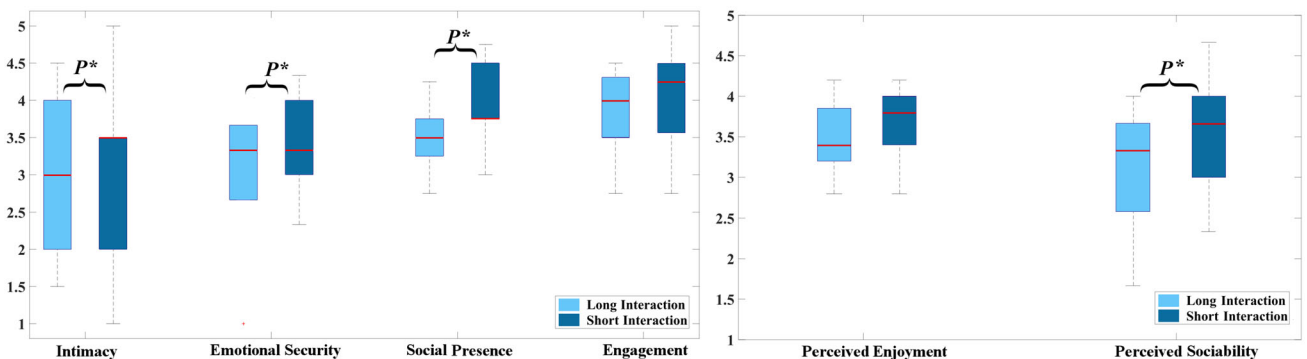 5
4.5
4
3.5
3
2.5
2
1.5
1
P*
P*
P*
Long Interaction
Short Interaction
Intimacy Emotional Security Social Presence Engagement
5
4.5
4
3.5
3
2.5
2
1.5
1
P*
Long Interaction
Short Interaction
Perceived Enjoyment Perceived Sociability